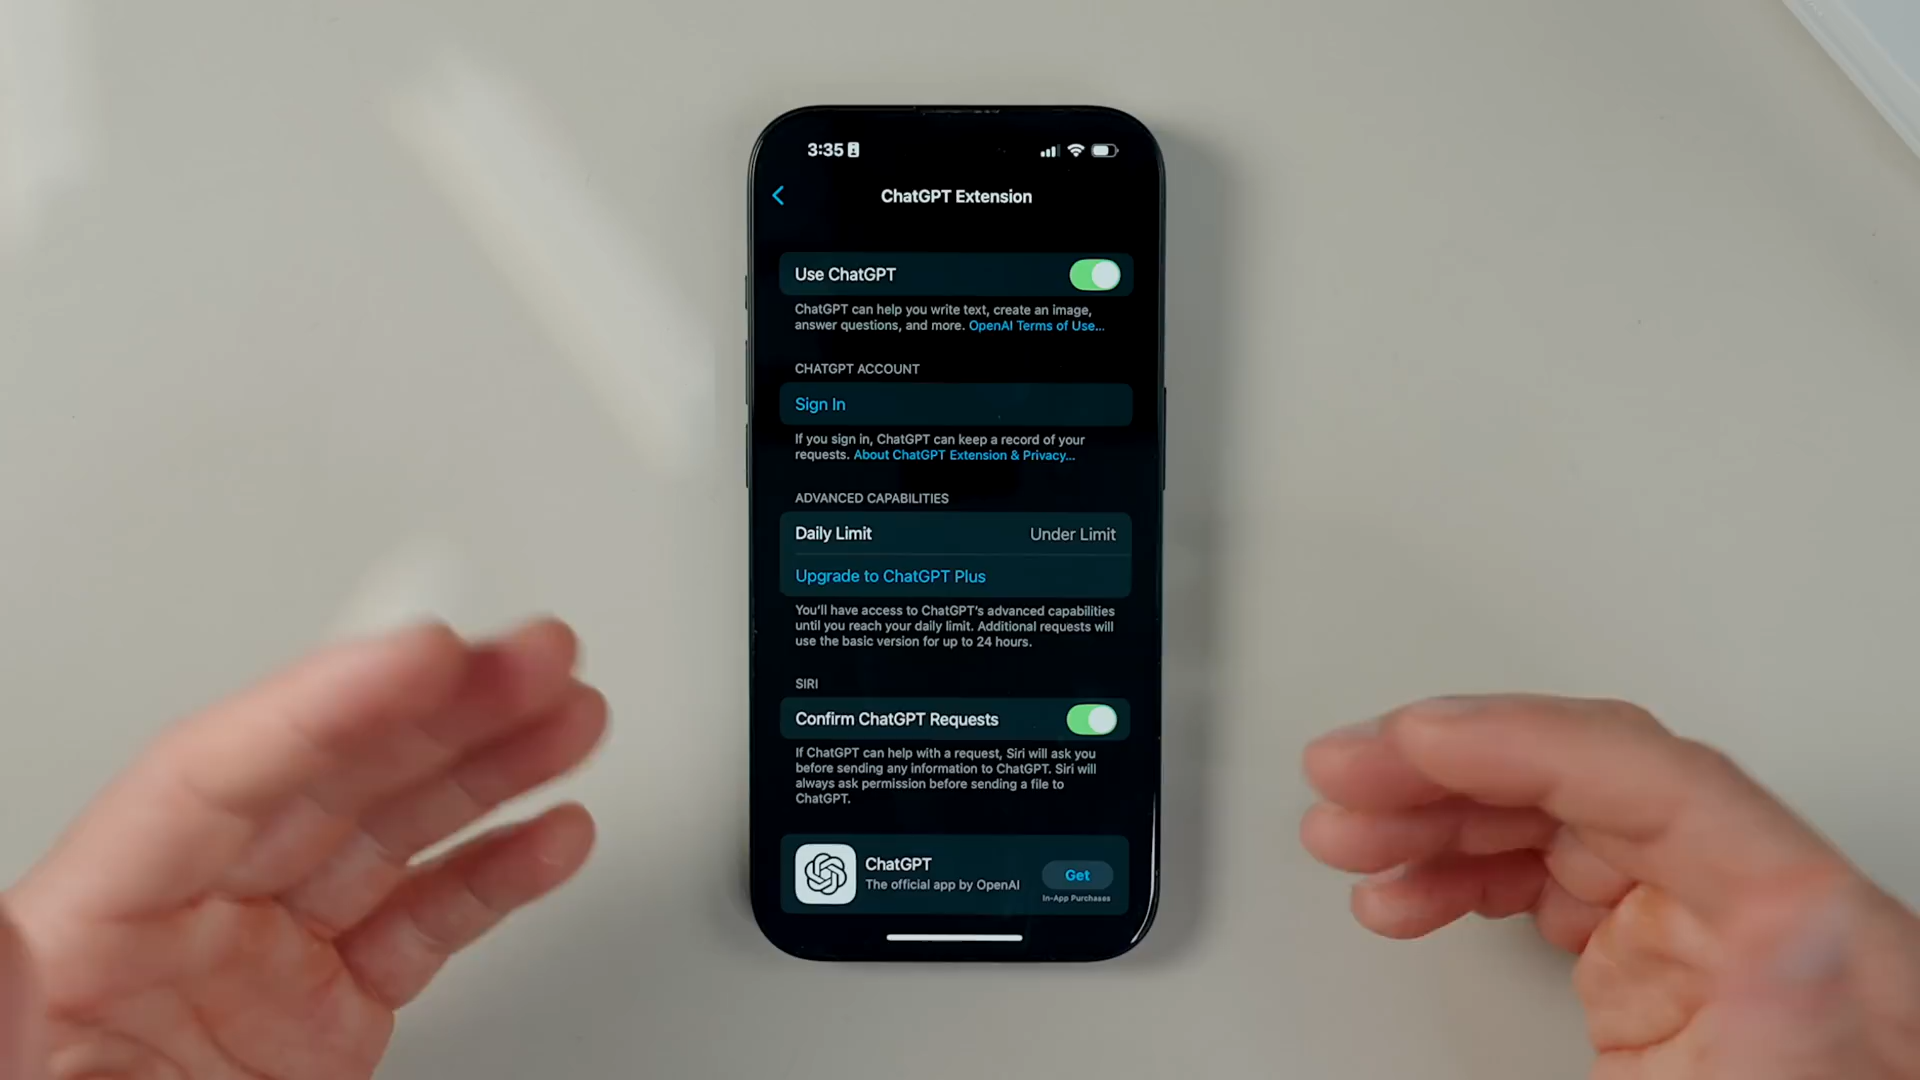 3:35
ChatGPT Extension
Use ChatGPT
ChatGPT can help you write text, create an image,
answer questions, and more. OpenAI Terms of Use...
CHATGPT ACCOUNT
Sign In
If you sign in, ChatGPT can keep a record of your
requests. About ChatGPT Extension & Privacy...
ADVANCED CAPABILITIES
Daily Limit Under Limit
Upgrade to ChatGPT Plus
You'll have access to ChatGPT's advanced capabilities
until you reach your daily limit. Additional requests will
use the basic version for up to 24 hours.
SIRI
Confirm ChatGPT Requests
If ChatGPT can help with a request, Siri will ask you
before sending any information to ChatGPT. Siri will
always ask permission before sending a file to
ChatGPT.
ChatGPT
The official app by OpenAI
Get
In-App Purchases